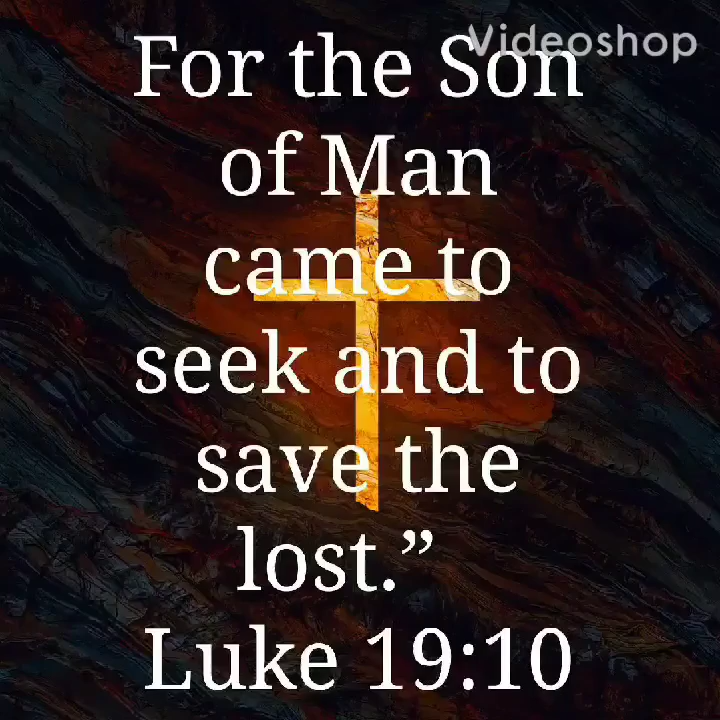 Videoshop
For the Son
of Man
came to
seek and to
save the
lost.”
Luke 19:10